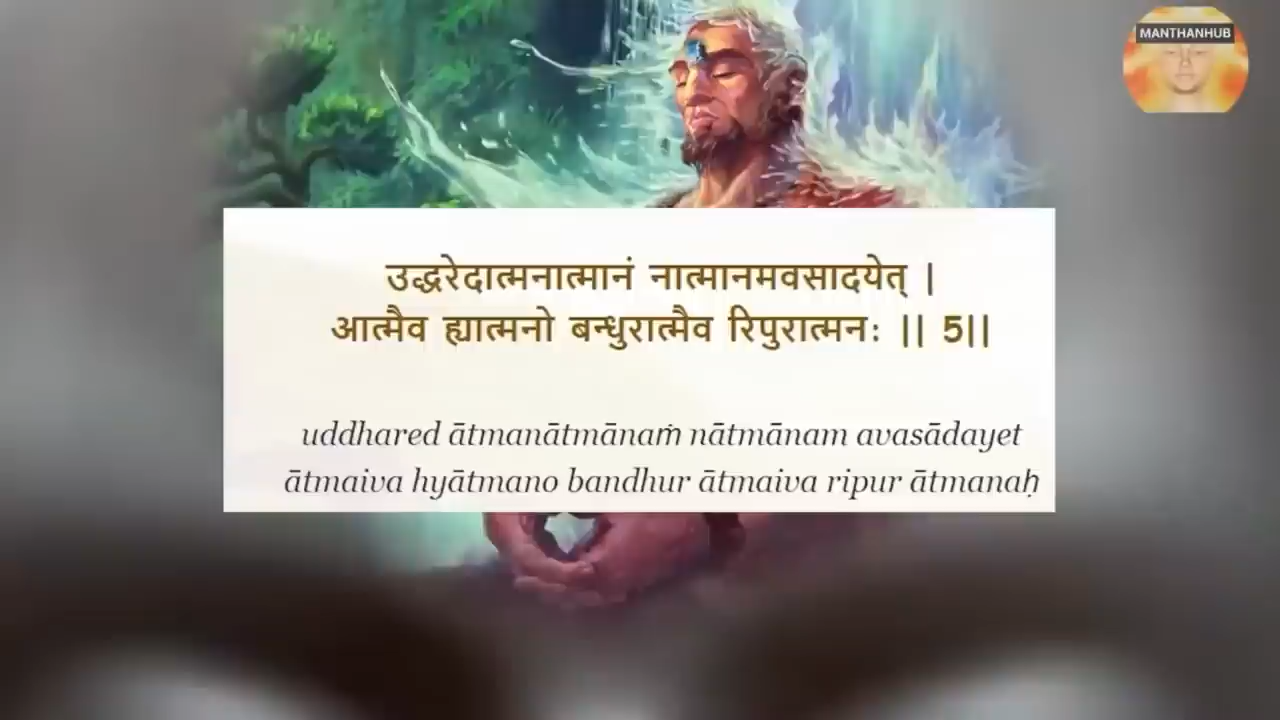 MANTHANHUB
उद्धरेदात्मनात्मानं नात्मानमवसादयेत् |
आत्मैव ह्यात्मनो बन्धुरात्मैव रिपुरात्मनः || 5||
uddhared ātmanātmānaṁ nātmānam avasādayet
ātmaiva hyātmano bandhur ātmaiva ripur ātmanaḥ